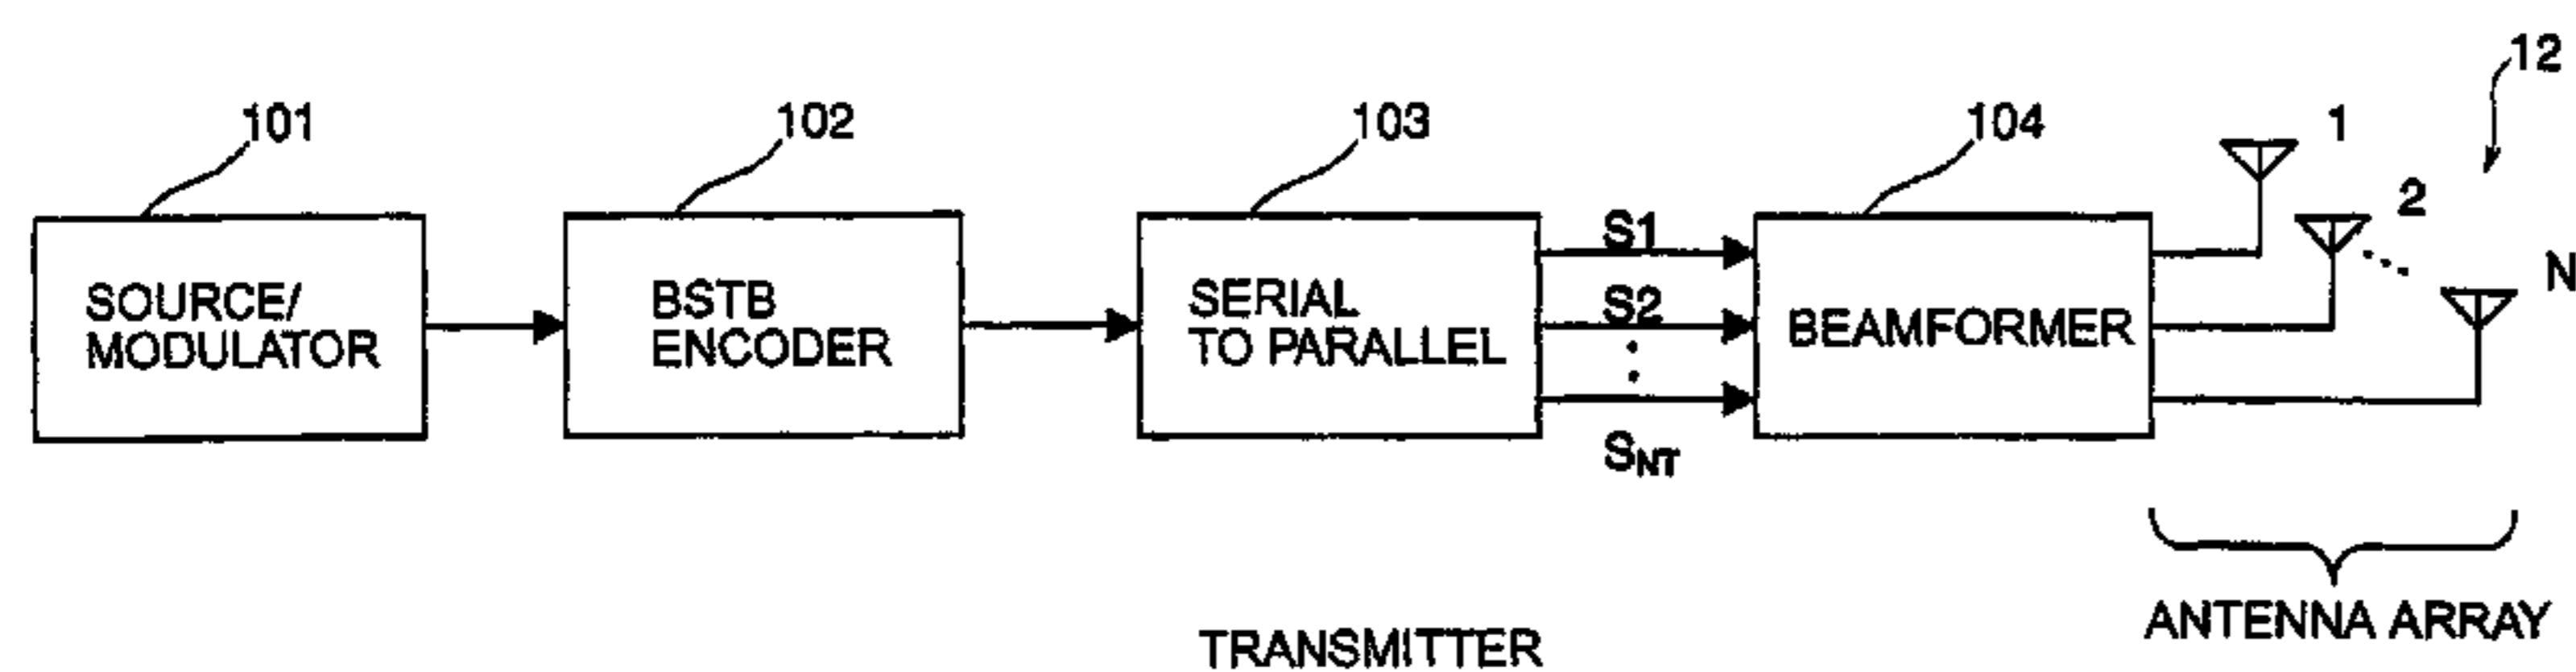 12
101
102
103
104
1
2
N
SOURCE/
MODULATOR
BSTB
ENCODER
SERIAL
TO PARALLEL
S1
S2
SNT
BEAMFORMER
ANTENNA ARRAY
TRANSMITTER